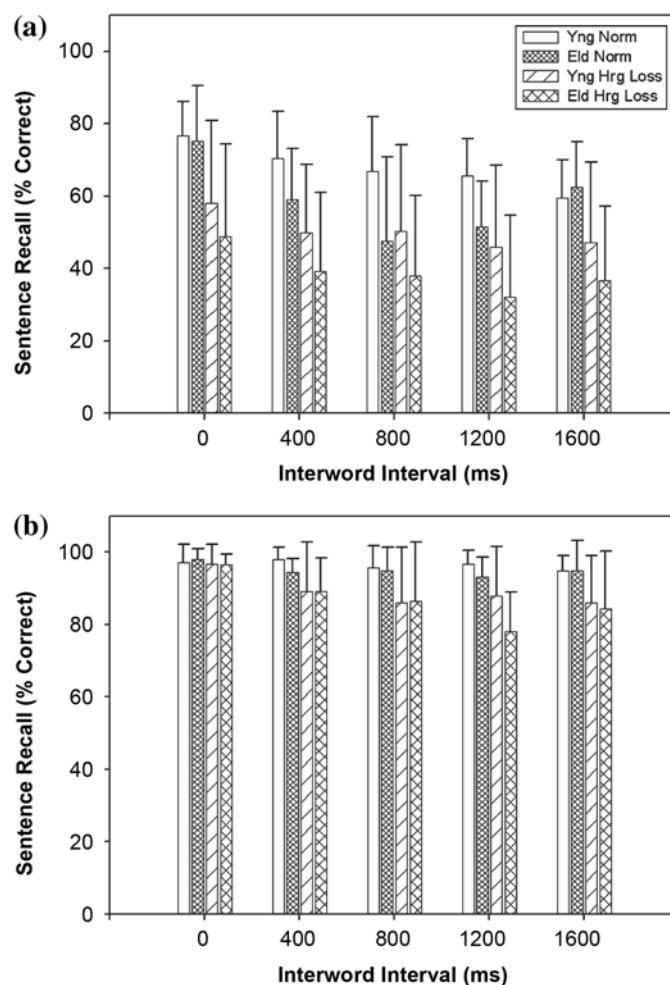 (a)
100
80
60
40
20
0
Sentence Recall (% Correct)
Yng Norm
Eld Norm
Yng Hrg Loss
Eld Hrg Loss
0 400 800 1200 1600
Interword Interval (ms)
(b)
100
80
60
40
20
0
Sentence Recall (% Correct)
0 400 800 1200 1600
Interword Interval (ms)